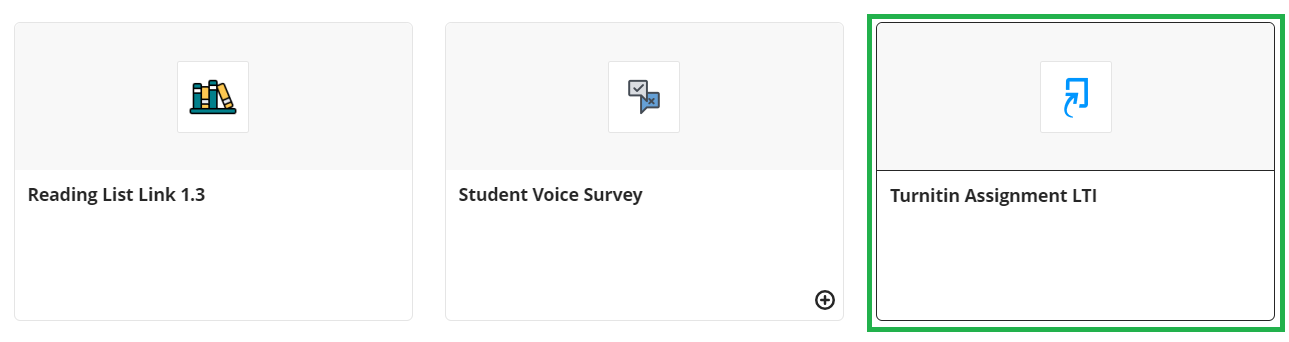 Reading List Link 1.3
Student Voice Survey
Turnitin Assignment LTI